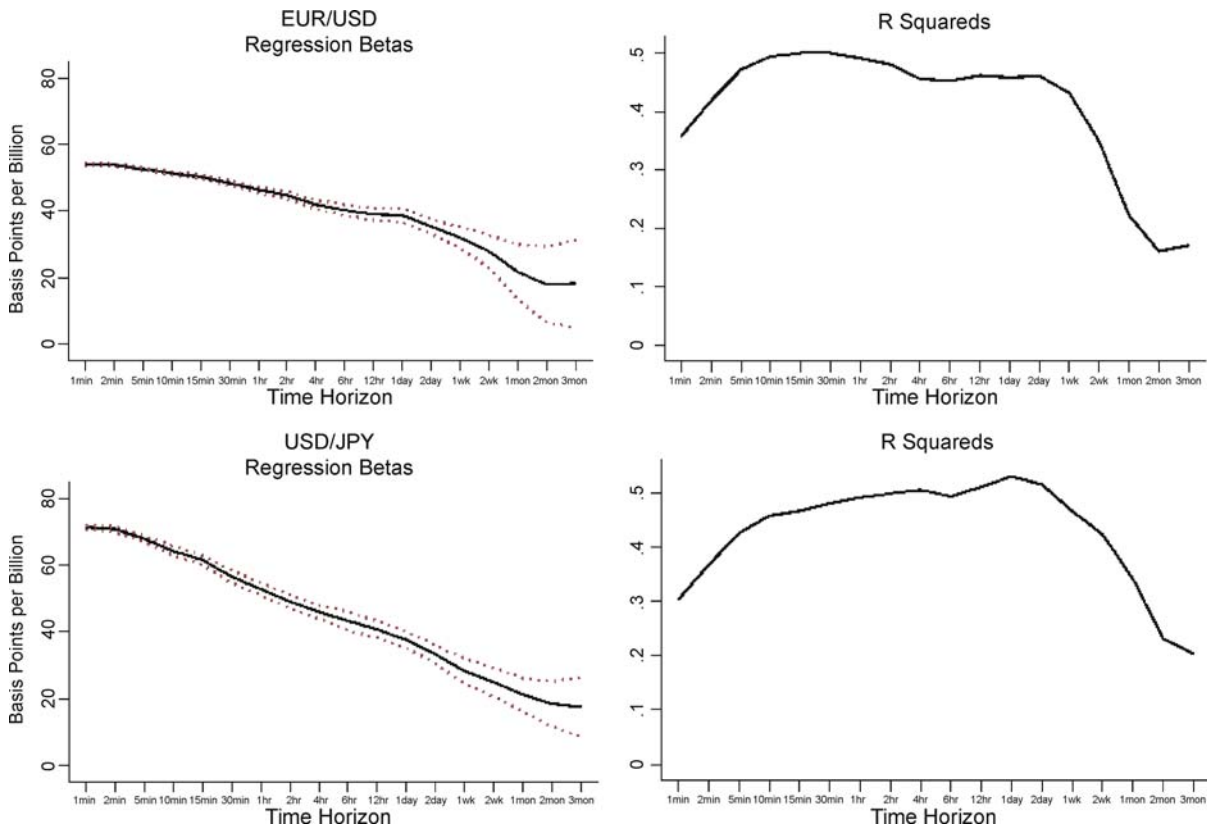 EUR/USD
Regression Betas
Basis Points per Billion
80
60
40
20
0
1min 2min 5min 10min 15min 30min 1hr 2hr 4hr 6hr 12hr 1day 2day 1wk 2wk 1mon 2mon 3mon
Time Horizon
R Squareds
.5
.4
.3
.2
.1
0
1min 2min 5min 10min 15min 30min 1hr 2hr 4hr 6hr 12hr 1day 2day 1wk 2wk 1mon 2mon 3mon
Time Horizon
USD/JPY
Regression Betas
Basis Points per Billion
80
60
40
20
0
1min 2min 5min 10min 15min 30min 1hr 2hr 4hr 6hr 12hr 1day 2day 1wk 2wk 1mon 2mon 3mon
Time Horizon
R Squareds
.5
.4
.3
.2
.1
0
1min 2min 5min 10min 15min 30min 1hr 2hr 4hr 6hr 12hr 1day 2day 1wk 2wk 1mon 2mon 3mon
Time Horizon